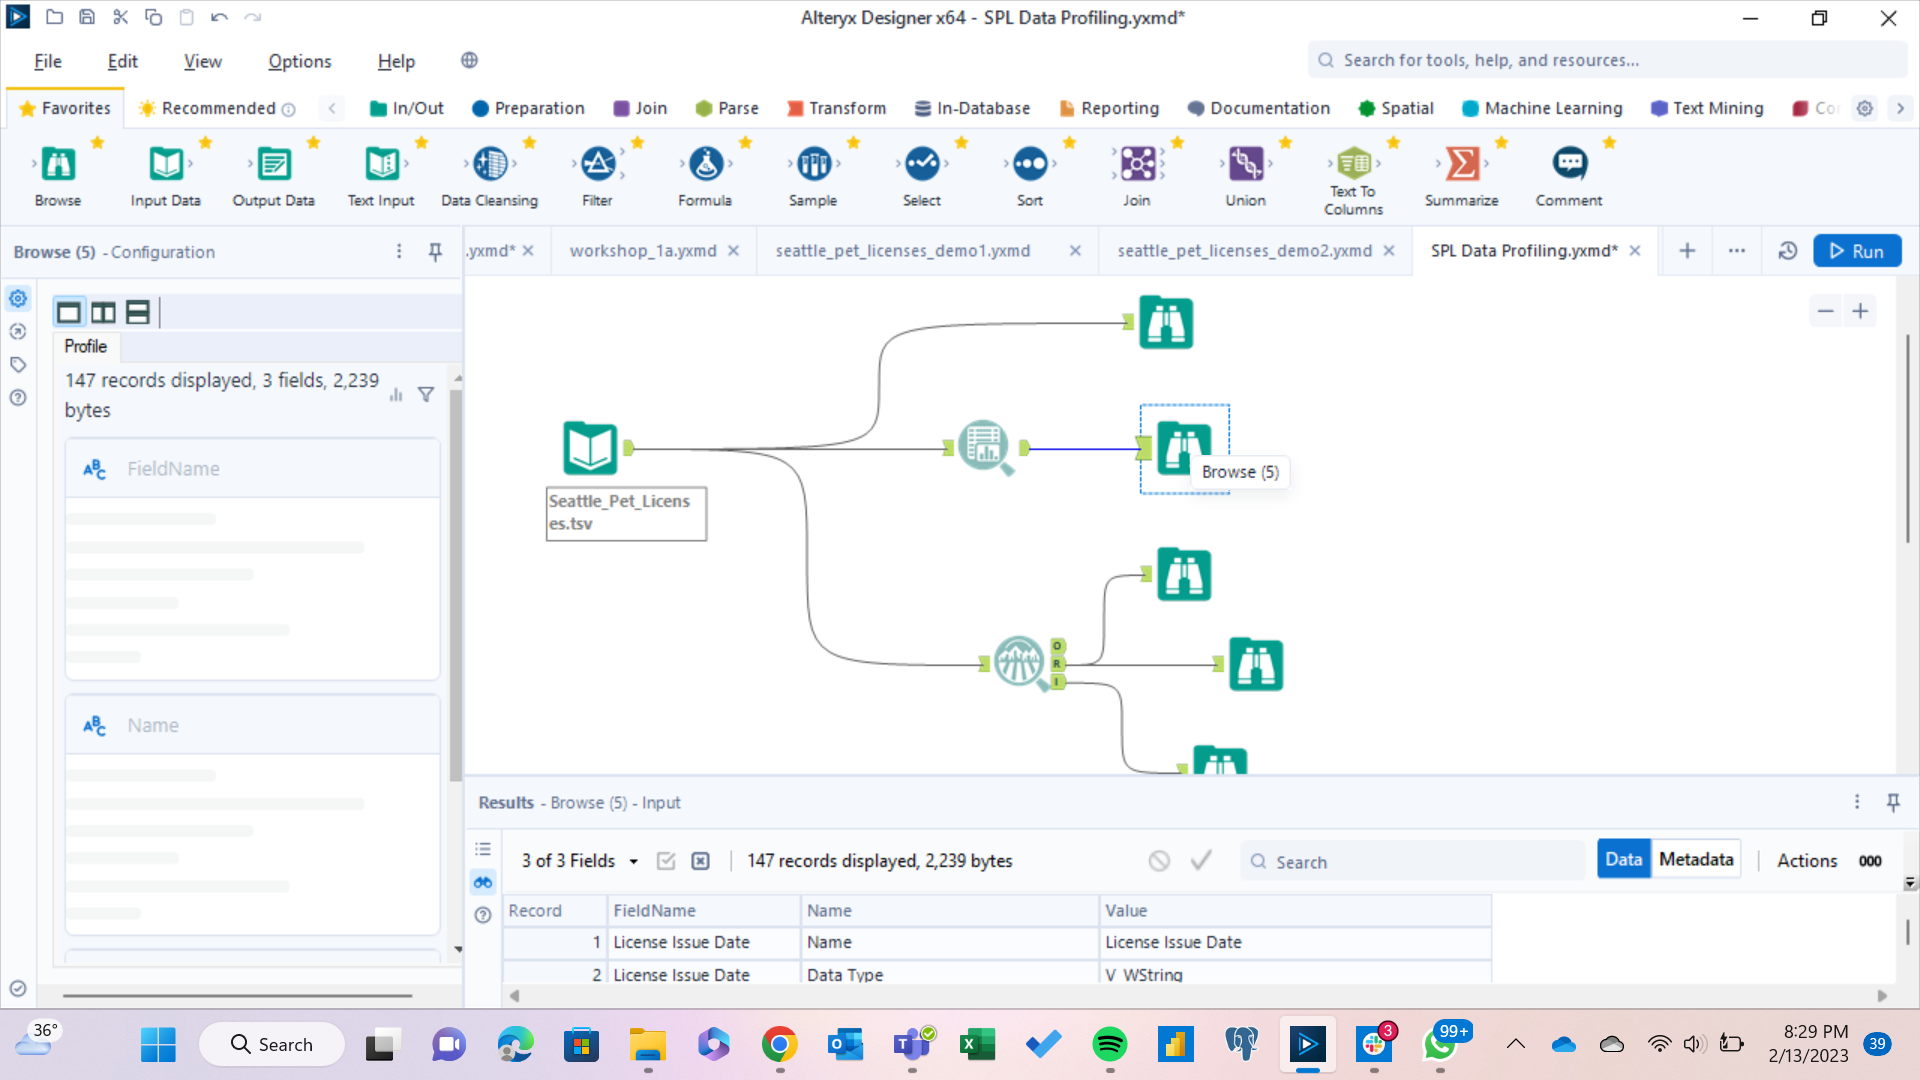 Alteryx Designer x64 - SPL Data Profiling.yxmd*
File Edit View Options Help
Search for tools, help, and resources...
Favorites Recommended In/Out Preparation Join Parse Transform In-Database Reporting Documentation Spatial Machine Learning Text Mining Co
Browse Input Data Output Data Text Input Data Cleansing Filter Formula Sample Select Sort Join Union Text To Columns Summarize Comment
Browse (5) - Configuration
.yxmd* workshop_1a.yxmd seattle_pet_licenses_demo1.yxmd seattle_pet_licenses_demo2.yxmd SPL Data Profiling.yxmd*
Run
Profile
147 records displayed, 3 fields, 2,239
bytes
ABC FieldName
ABC Name
Seattle_Pet_Licens
es.tsv
Browse (5)
O
R
I
Results - Browse (5) - Input
3 of 3 Fields 147 records displayed, 2,239 bytes Search Data Metadata Actions 000
Record FieldName Name Value
1 License Issue Date Name License Issue Date
2 License Issue Date Data Type V_WString
36°
Search
3
99+
8:29 PM
2/13/2023
39